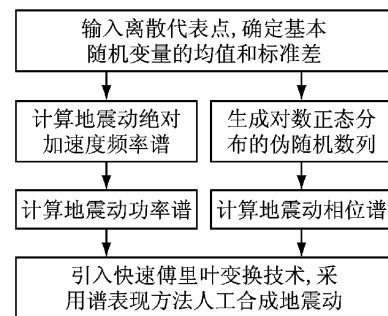 输入离散代表点,确定基本
随机变量的均值和标准差
计算地震动绝对
加速度频率谱
生成对数正态分
布的伪随机数列
计算地震动功率谱
计算地震动相位谱
引入快速傅里叶变换技术,采
用谱表现方法人工合成地震动